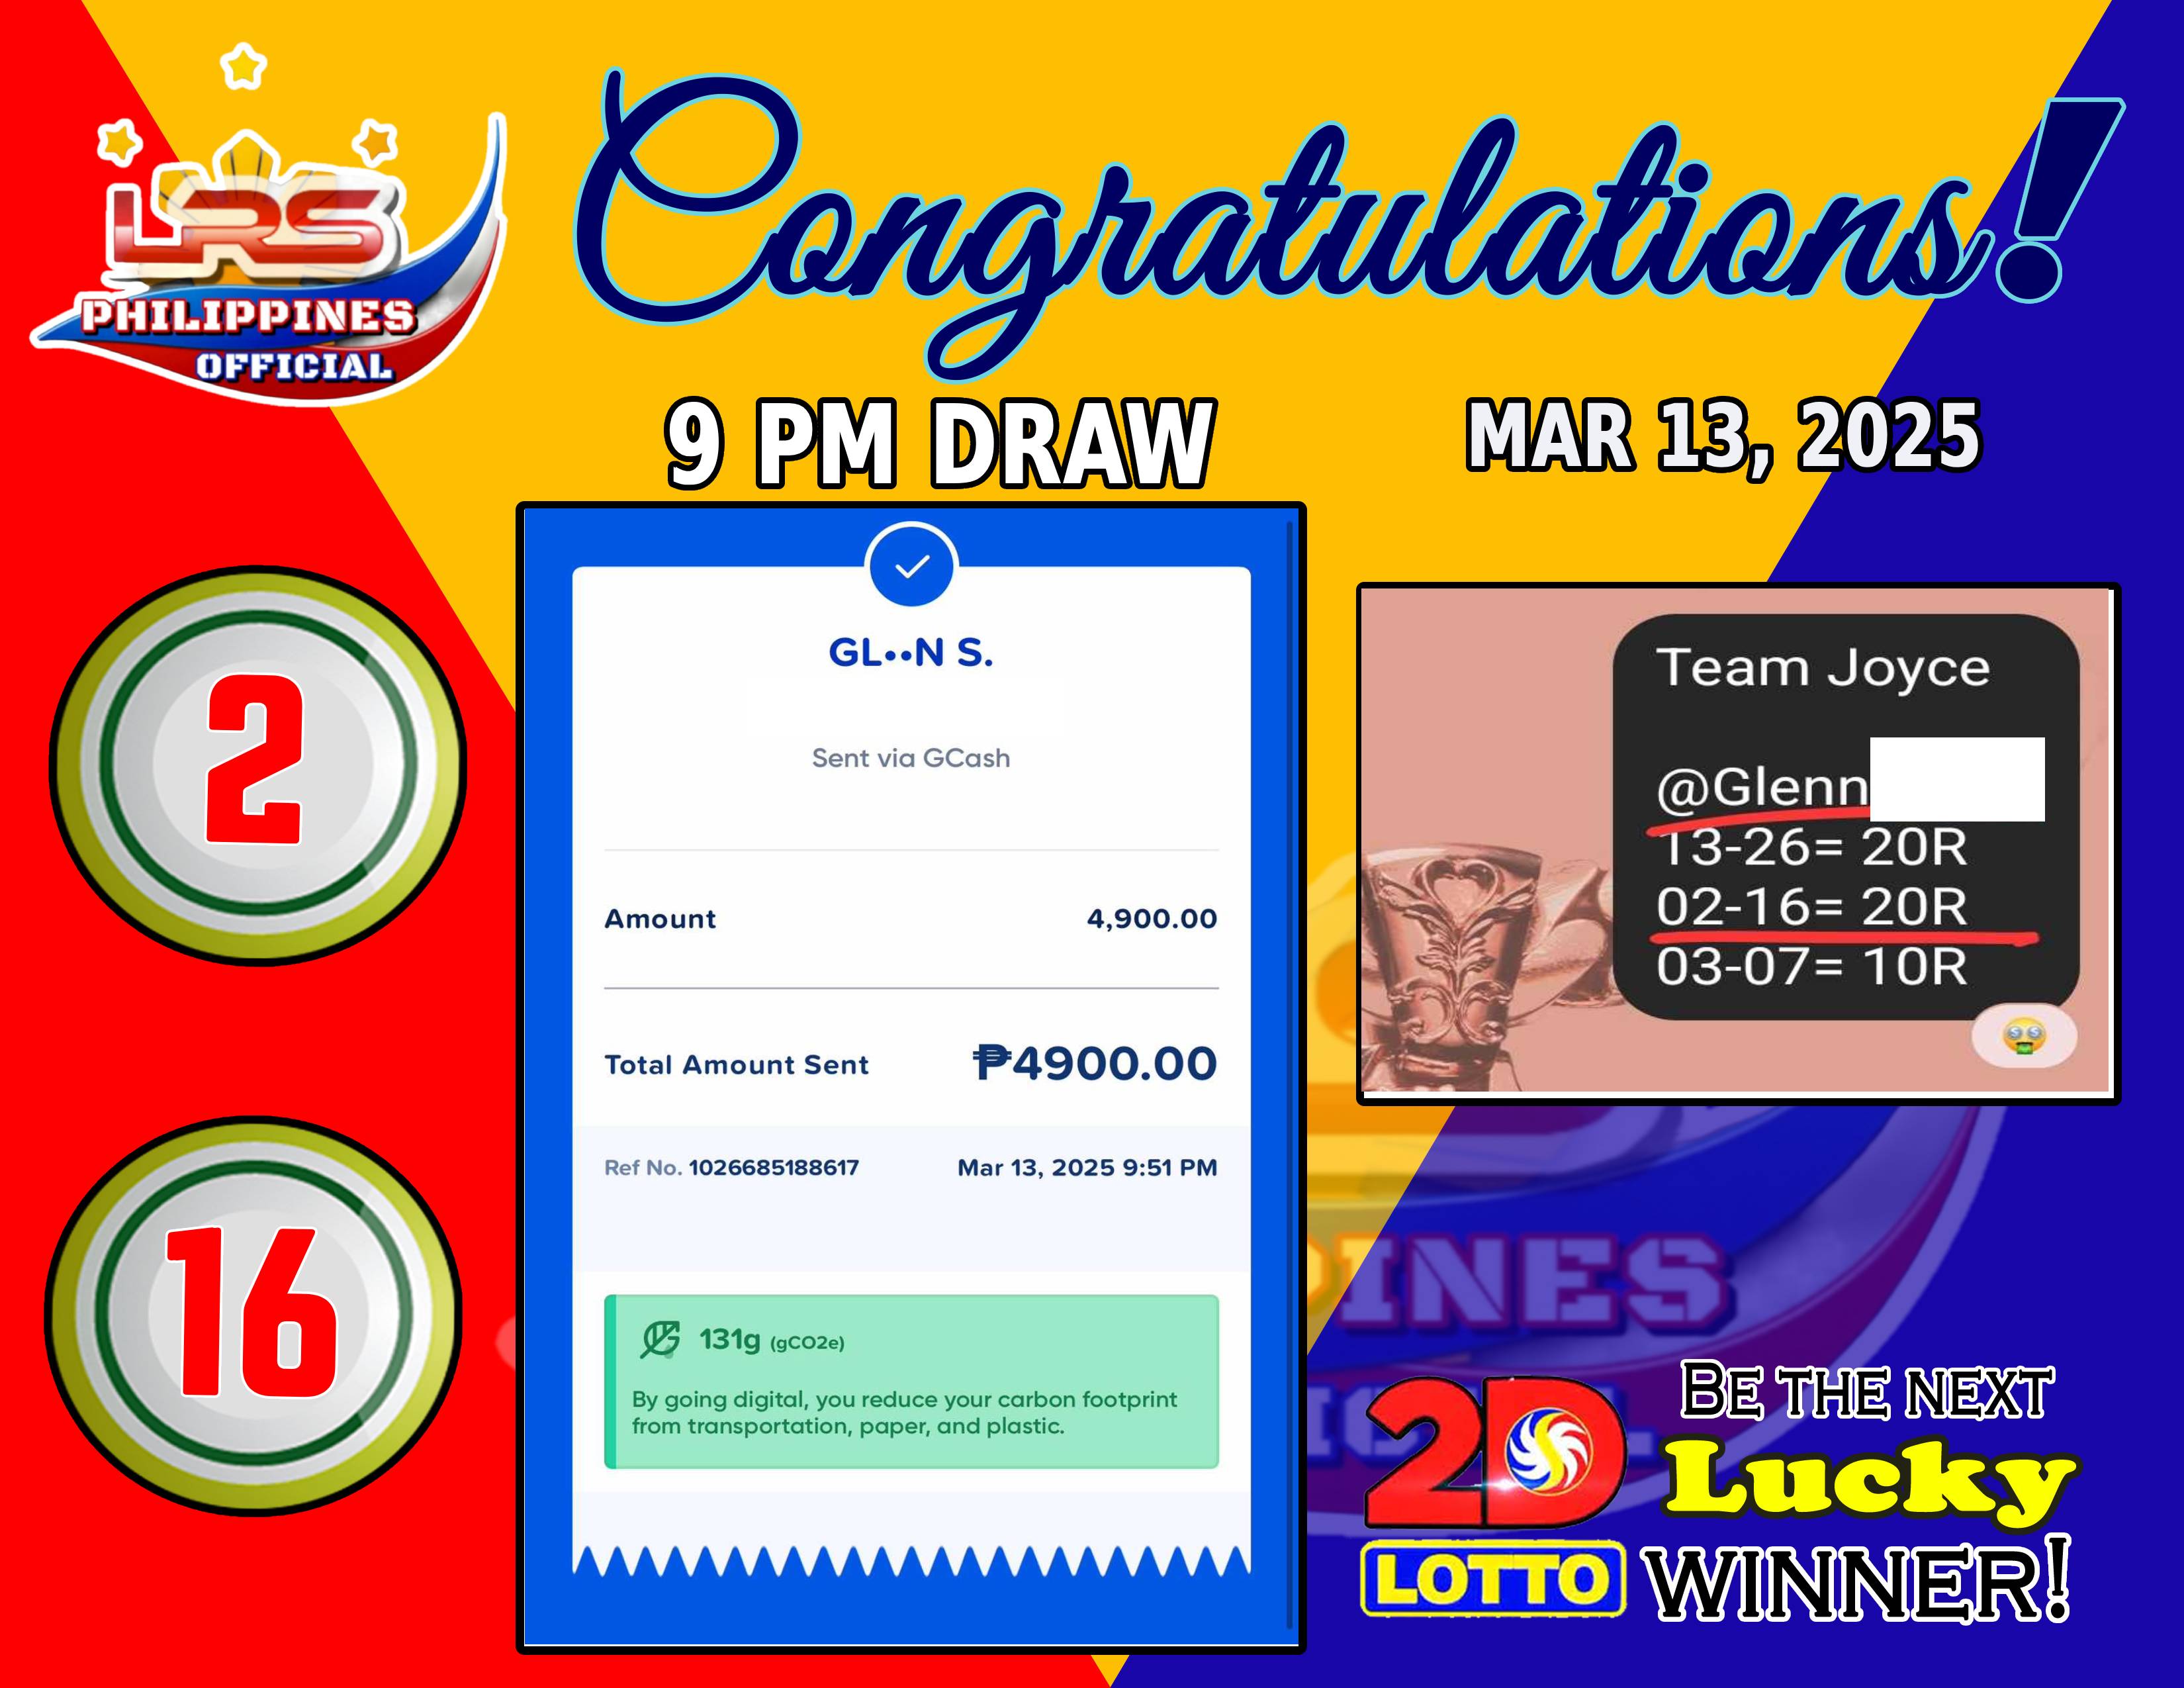 LRS
PHILIPPINES
OFFICIAL
Congratulations!
9 PM DRAW
MAR 13, 2025
2
16
GL••N S.
Sent via GCash
Amount 4,900.00
Total Amount Sent ₱4900.00
Ref No. 1026685188617 Mar 13, 2025 9:51 PM
131g (gCO2e)
By going digital, you reduce your carbon footprint
from transportation, paper, and plastic.
Team Joyce
@Glenn
13-26= 20R
02-16= 20R
03-07= 10R
PINES
2D
LOTTO
BE THE NEXT
Lucky
WINNER!